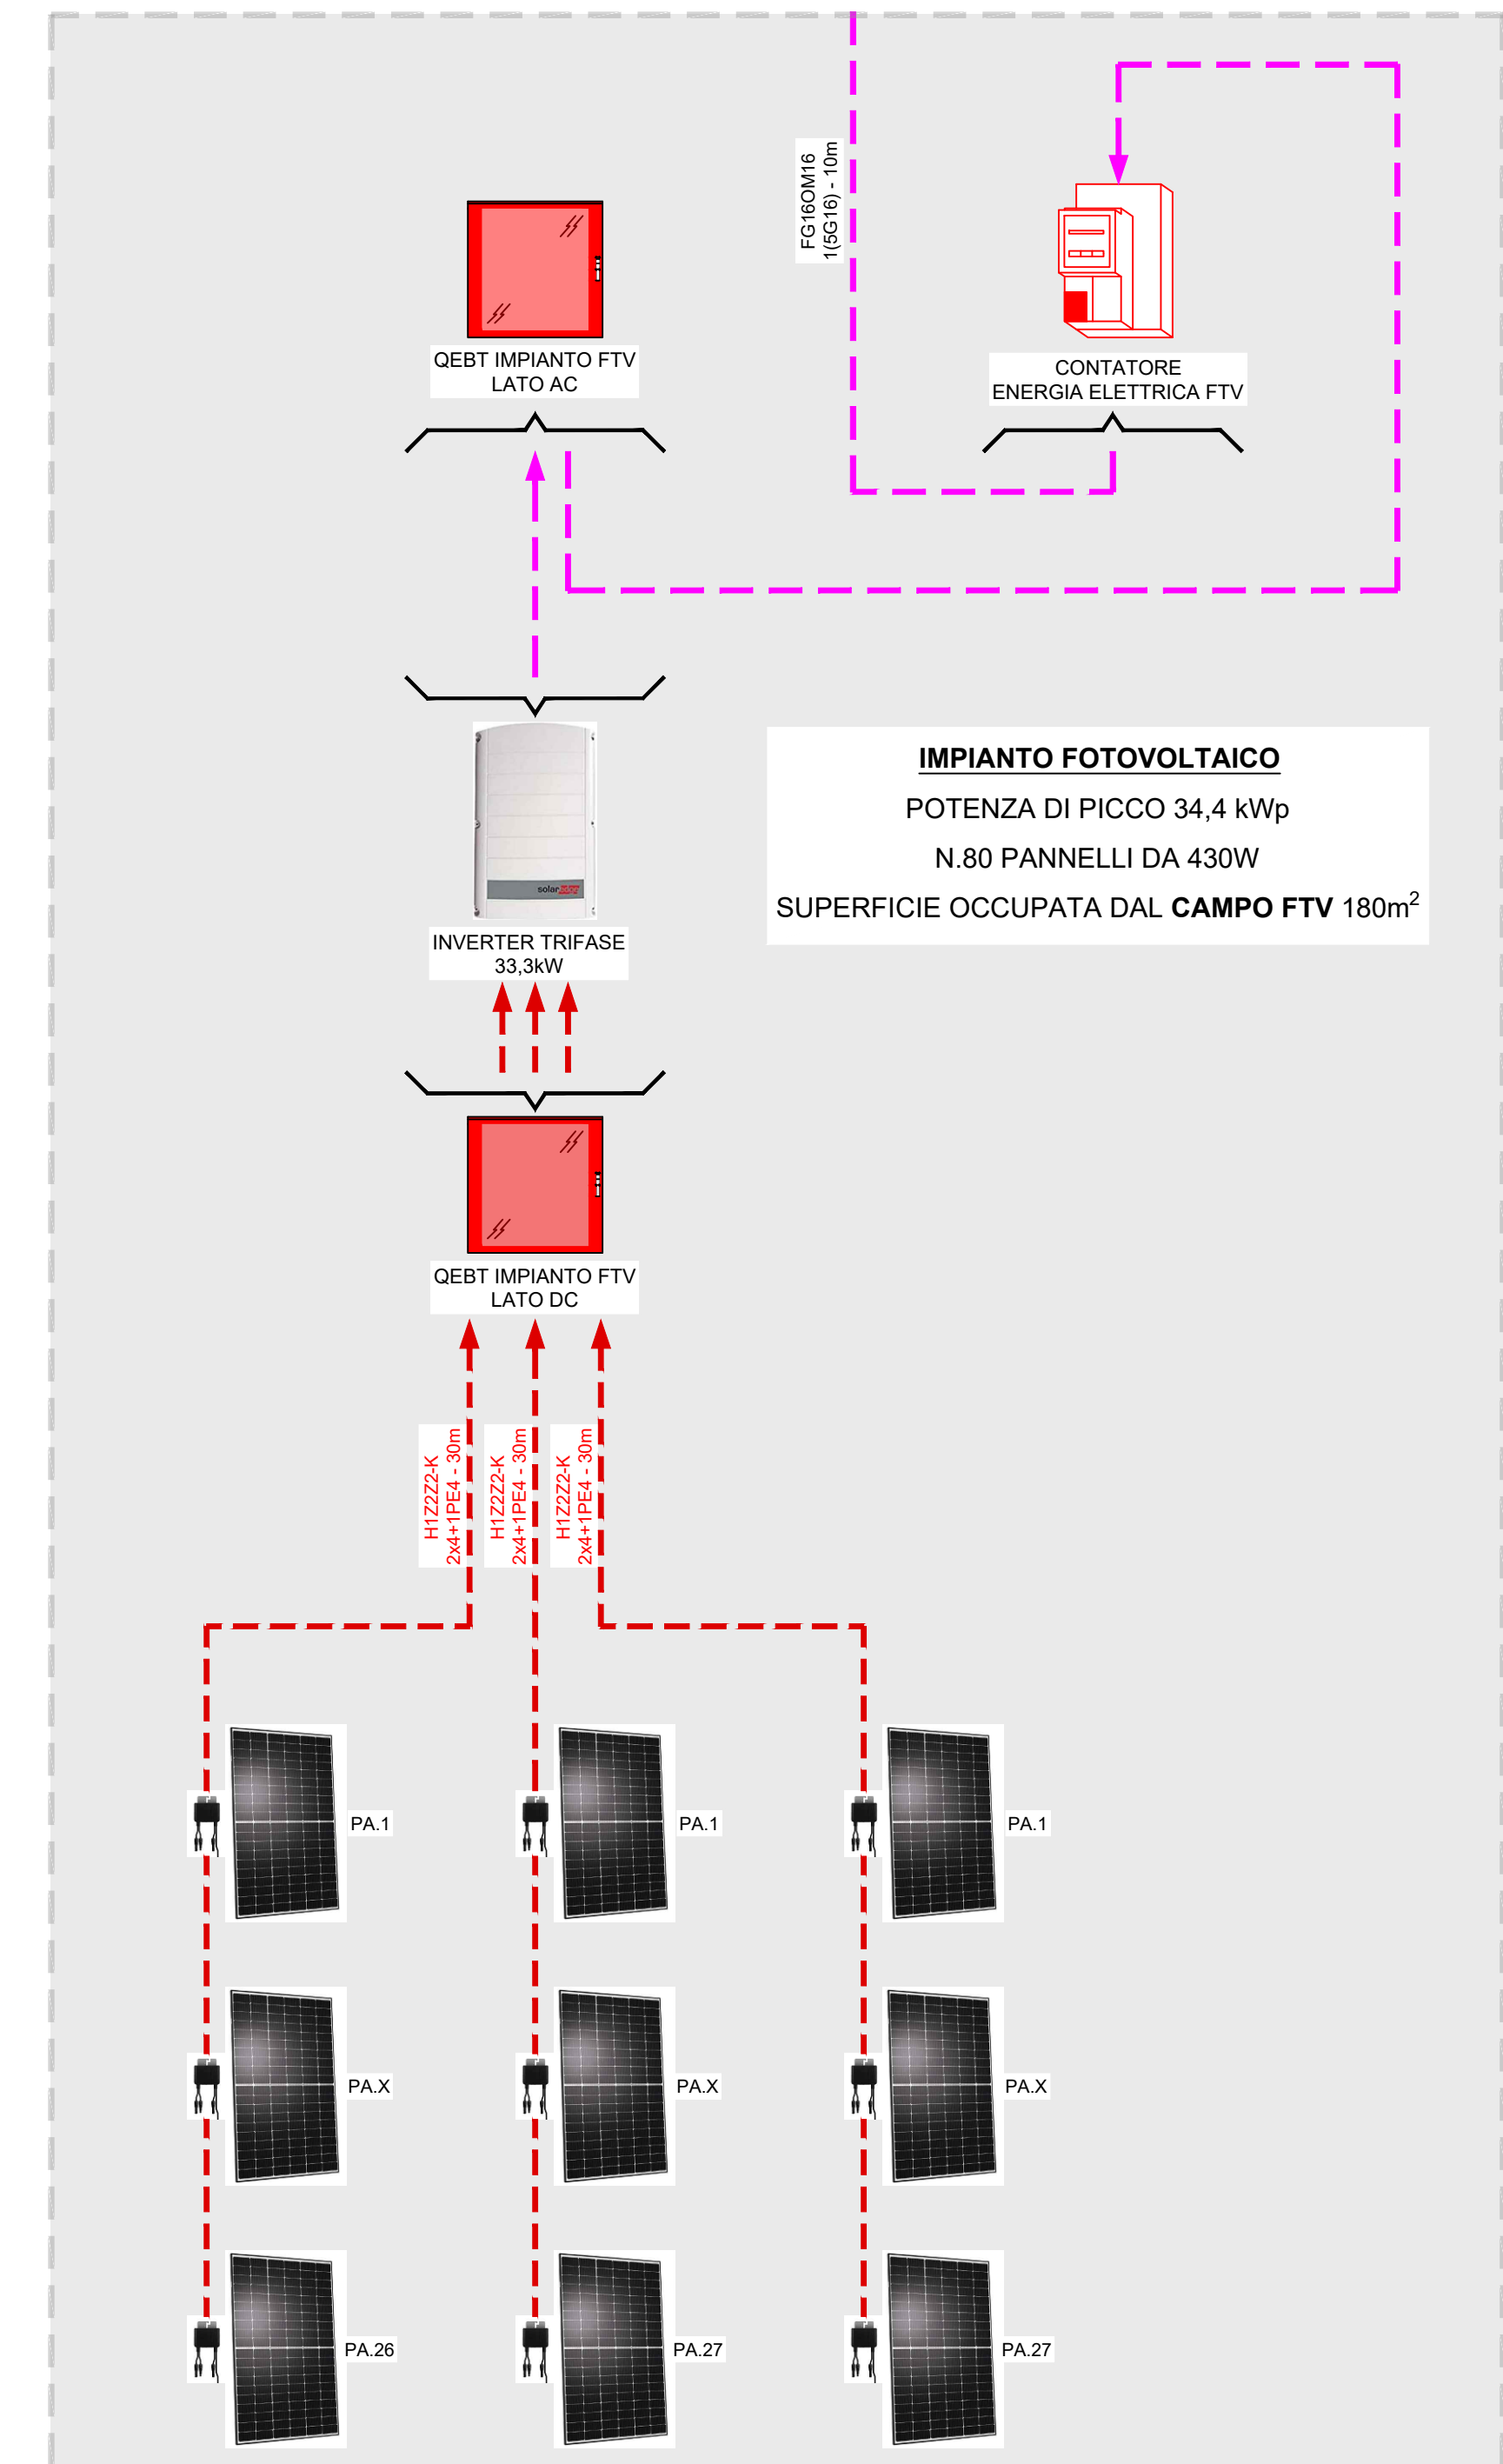 FG16OM16
1(5G16) - 10m
QEBT IMPIANTO FTV
LATO AC
CONTATORE
ENERGIA ELETTRICA FTV
IMPIANTO FOTOVOLTAICO
POTENZA DI PICCO 34,4 kWp
N.80 PANNELLI DA 430W
SUPERFICIE OCCUPATA DAL CAMPO FTV 180m²
solaredge
INVERTER TRIFASE
33,3kW
QEBT IMPIANTO FTV
LATO DC
H1Z2Z2-K
2x4+1PE4 - 30m
H1Z2Z2-K
2x4+1PE4 - 30m
H1Z2Z2-K
2x4+1PE4 - 30m
PA.1
PA.1
PA.1
PA.X
PA.X
PA.X
PA.26
PA.27
PA.27